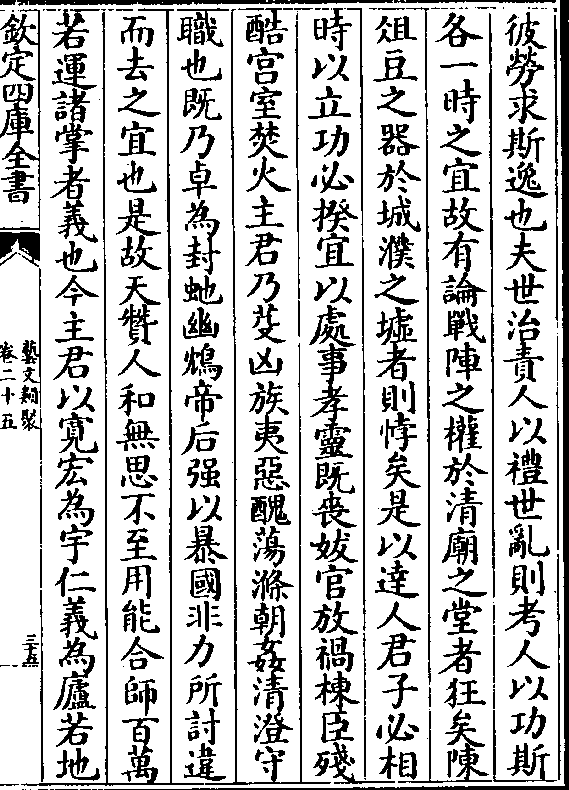 彼勞求斯逸也夫世治責人以禮世亂則考人以功斯
各一時之宜故有論戰陣之權於清廟之堂者狂矣陳
俎豆之器於城濮之墟者則悖矣是以達人君子必相
時以立功必揆宜以處事孝靈既喪妖官放禍棟臣殘
酷宫室焚火主君乃芟凶族夷惡醜蕩滌朝姦清澄守
職也既乃卓為封虵幽鴆帝后强以暴國非力所討違
而去之宜也是故天贊人和無思不至用能合師百萬
若運諸掌者義也今主君以寛宏為宇仁義為廬若地
欽定四庫全書
藝文類聚
卷二十五
三十五